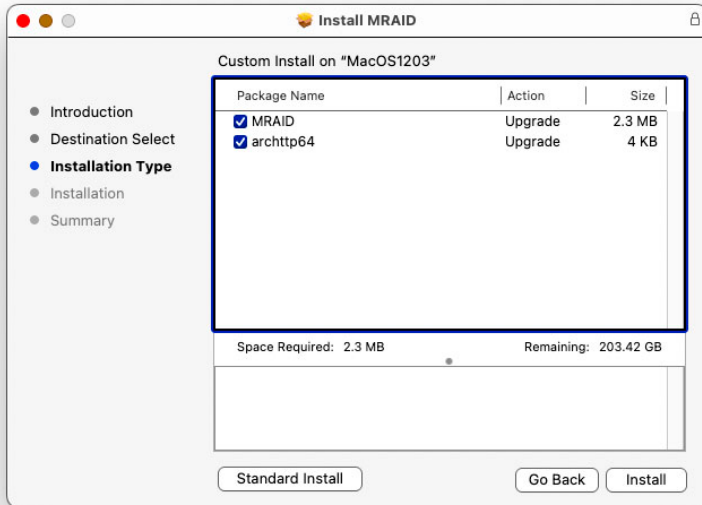 Install MRAID
Custom Install on “MacOS1203”
Introduction
Destination Select
Installation Type
Installation
Summary
Package Name Action Size
MRAID Upgrade 2.3 MB
archttp64 Upgrade 4 KB
Space Required: 2.3 MB Remaining: 203.42 GB
Standard Install Go Back Install